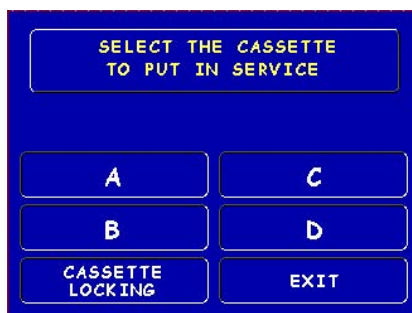 SELECT THE CASSETTE
TO PUT IN SERVICE
A
C
B
D
CASSETTE
LOCKING
EXIT